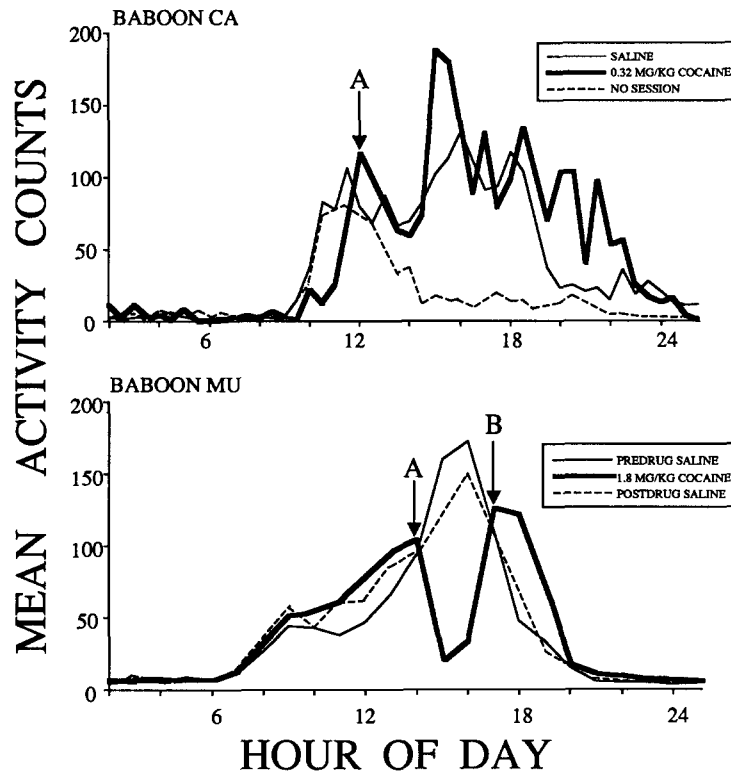 BABOON CA
200
150
100
50
0
A
SALINE
0.32 MG/KG COCAINE
NO SESSION
6
12
18
24
MEAN ACTIVITY COUNTS
BABOON MU
200
150
100
50
0
A
B
PREDRUG SALINE
1.8 MG/KG COCAINE
POSTDRUG SALINE
6
12
18
24
HOUR OF DAY